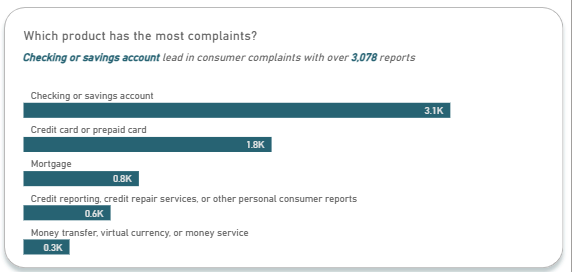 Which product has the most complaints?
Checking or savings account lead in consumer complaints with over 3,078 reports
Checking or savings account
3.1K
Credit card or prepaid card
1.8K
Mortgage
0.8K
Credit reporting, credit repair services, or other personal consumer reports
0.6K
Money transfer, virtual currency, or money service
0.3K